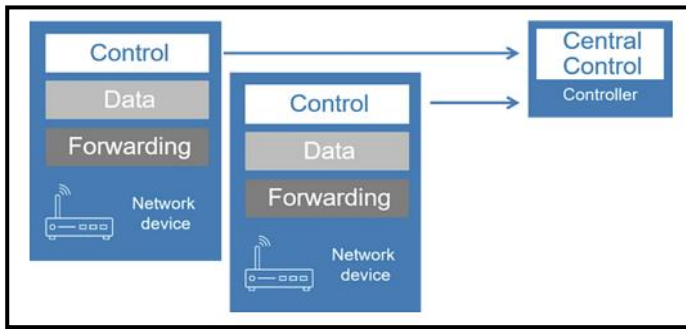 Control
Data
Forwarding
Network
device
Control
Data
Forwarding
Network
device
Central
Control
Controller